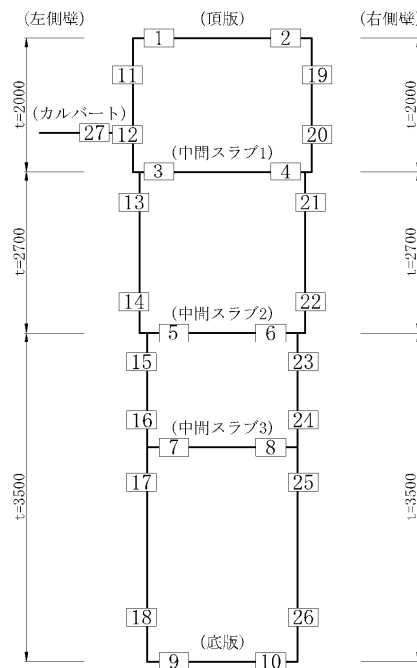 (左側壁) (頂版) (右側壁)
1 2
11 19
t=2000 t=2000
(カルバート)
27 12 20
(中間スラブ1)
3 4
13 21
t=2700 t=2700
14 22
(中間スラブ2)
5 6
15 23
16 24
(中間スラブ3)
7 8
17 25
t=3500 t=3500
18 26
(底版)
9 10